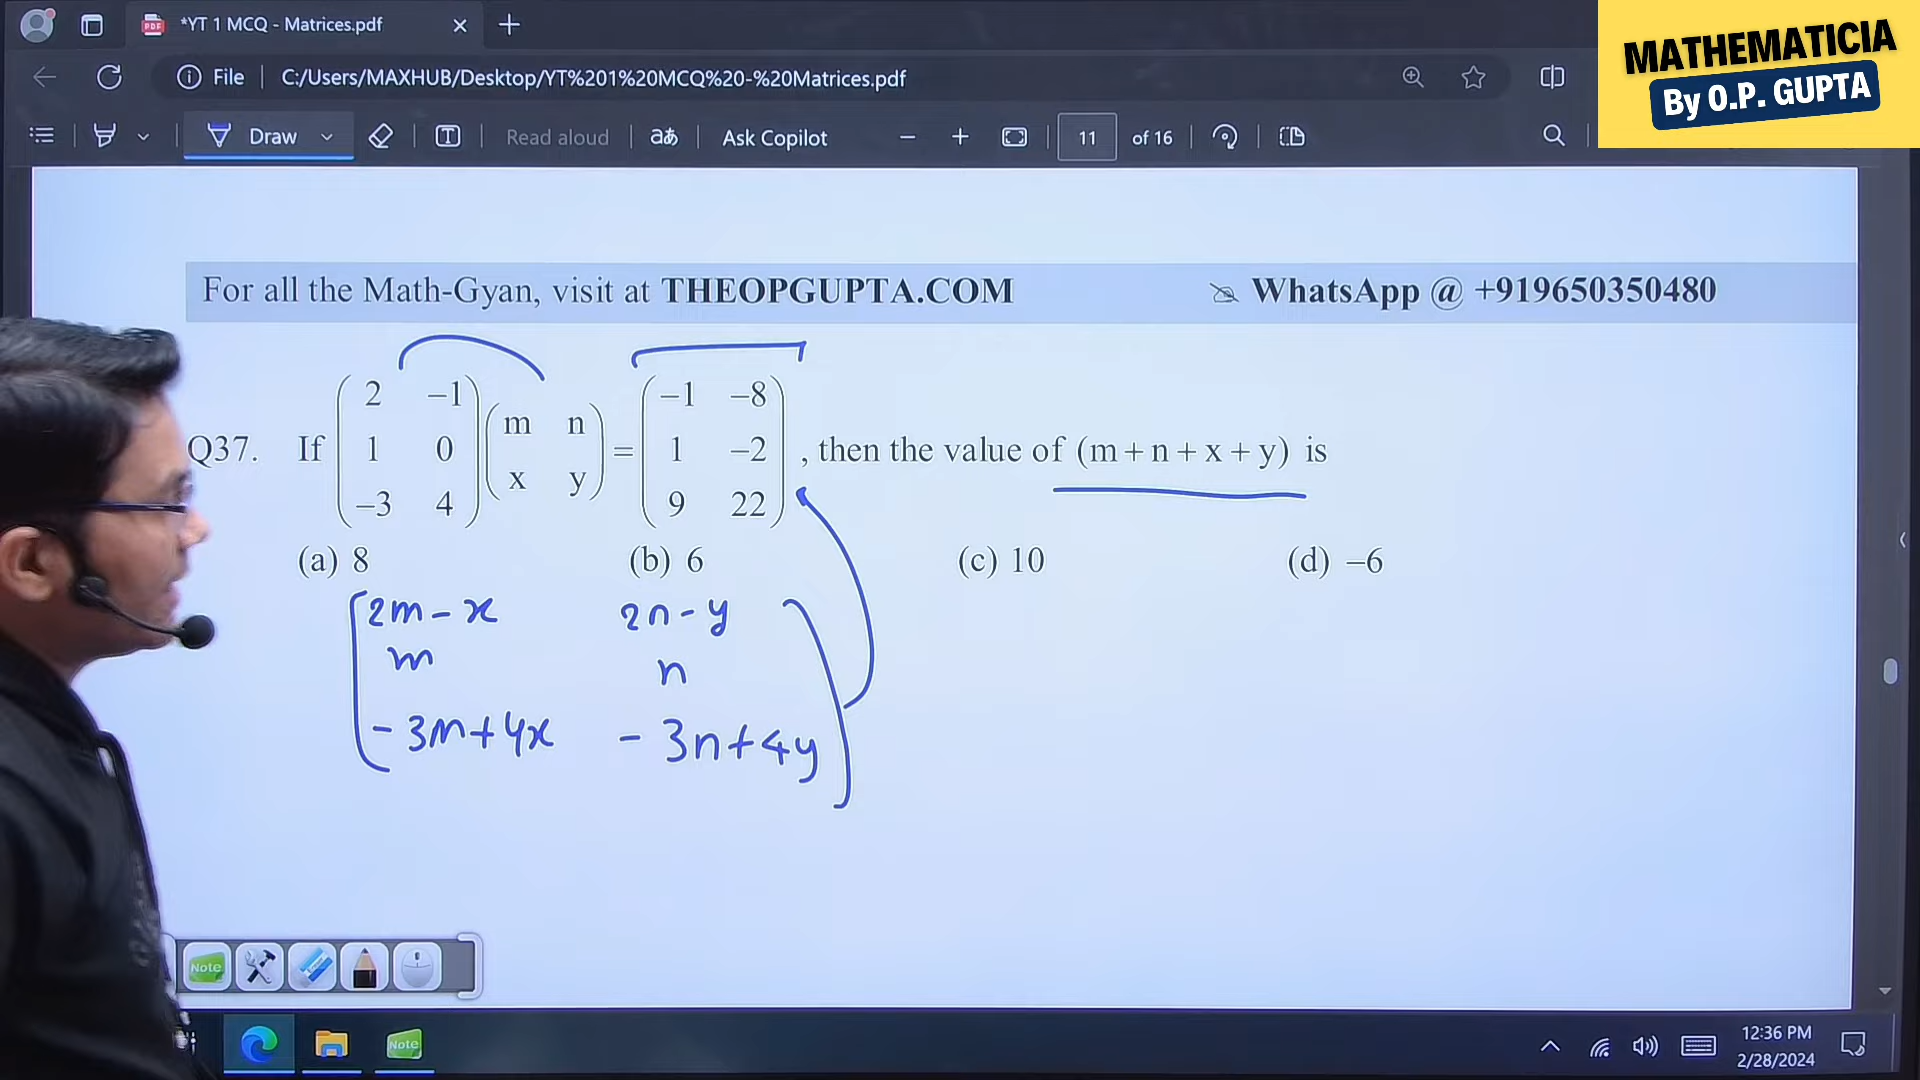 *YT 1 MCQ - Matrices.pdf
MATHEMATICIA
By O.P. GUPTA
File C:/Users/MAXHUB/Desktop/YT%201%20MCQ%20-%20Matrices.pdf
Draw Read aloud aあ Ask Copilot 11 of 16
For all the Math-Gyan, visit at THEOPGUPTA.COM WhatsApp @ +919650350480
2 –1 –1 –8
m n
Q37. If 1 0 = 1 –2 , then the value of (m + n + x + y) is
x y
–3 4 9 22
(a) 8 (b) 6 (c) 10 (d) –6
2m - x 2n - y
m n
- 3m + 4x - 3n + 4y
Note
Note
12:36 PM
2/28/2024